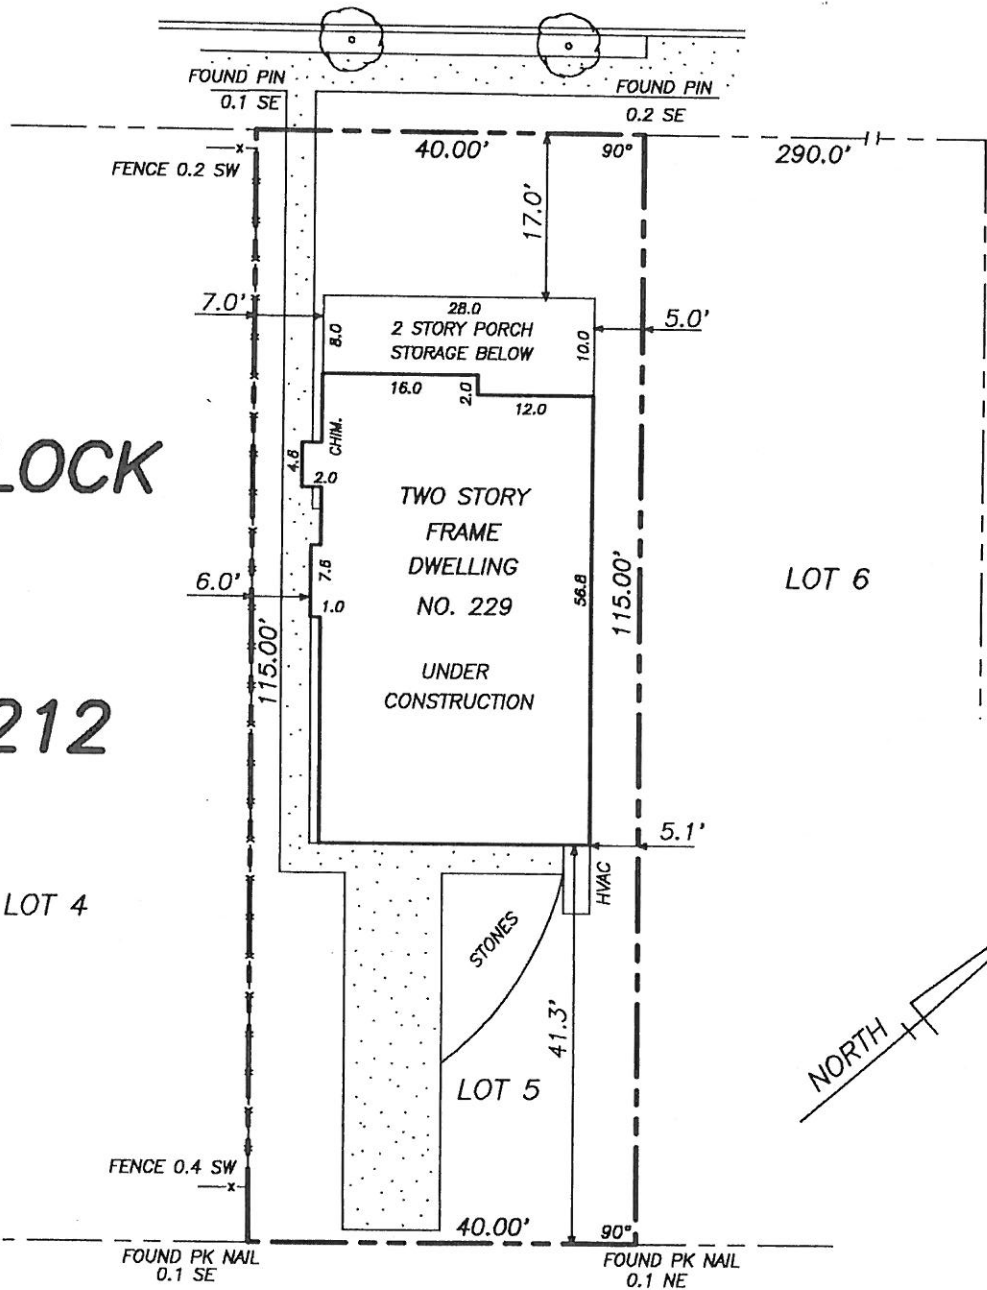 FOUND PIN
0.1 SE
FOUND PIN
0.2 SE
40.00'
90°
290.0'
FENCE 0.2 SW
x
17.0'
7.0'
28.0
2 STORY PORCH
STORAGE BELOW
8.0
10.0
5.0'
16.0
2.0
12.0
CHIM.
4.6
2.0
LOCK
TWO STORY
FRAME
DWELLING
NO. 229
UNDER
CONSTRUCTION
7.6
1.0
6.0'
56.8
115.00'
115.00'
LOT 6
212
5.1'
HVAC
LOT 4
STONES
41.3'
NORTH
LOT 5
FENCE 0.4 SW
x
40.00'
90°
FOUND PK NAIL
0.1 SE
FOUND PK NAIL
0.1 NE